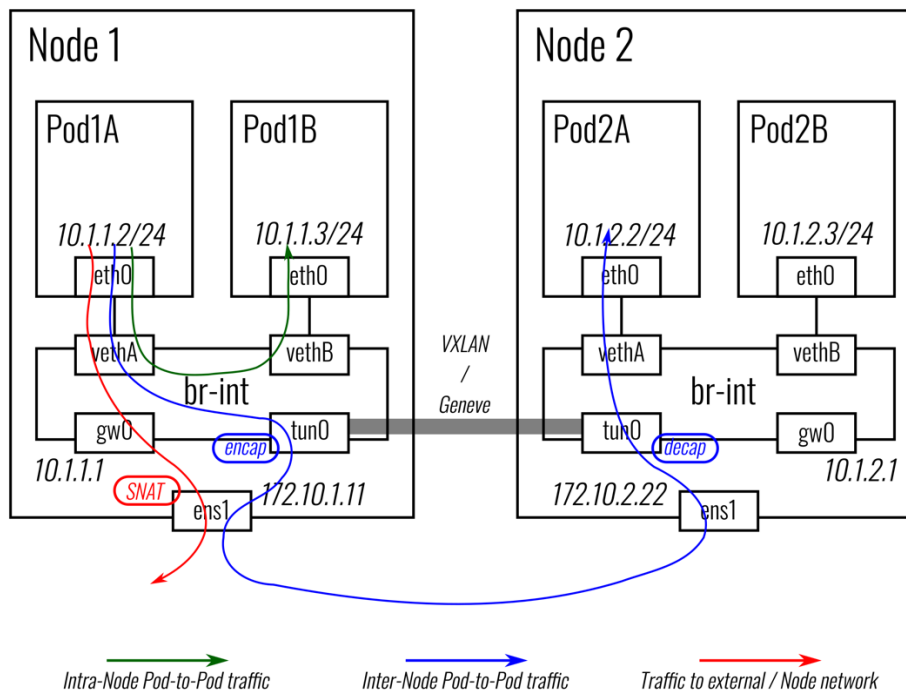 Node 1
Node 2
Pod1A
Pod1B
Pod2A
Pod2B
10.1.1.2/24
10.1.1.3/24
10.1.2.2/24
10.1.2.3/24
eth0
eth0
eth0
eth0
vethA
vethB
VXLAN
/
Geneve
vethA
vethB
br-int
br-int
gw0
encap
tun0
tun0
decap
gw0
10.1.1.1
10.1.2.1
SNAT
ens1
172.10.1.11
172.10.2.22
ens1
Intra-Node Pod-to-Pod traffic
Inter-Node Pod-to-Pod traffic
Traffic to external / Node network